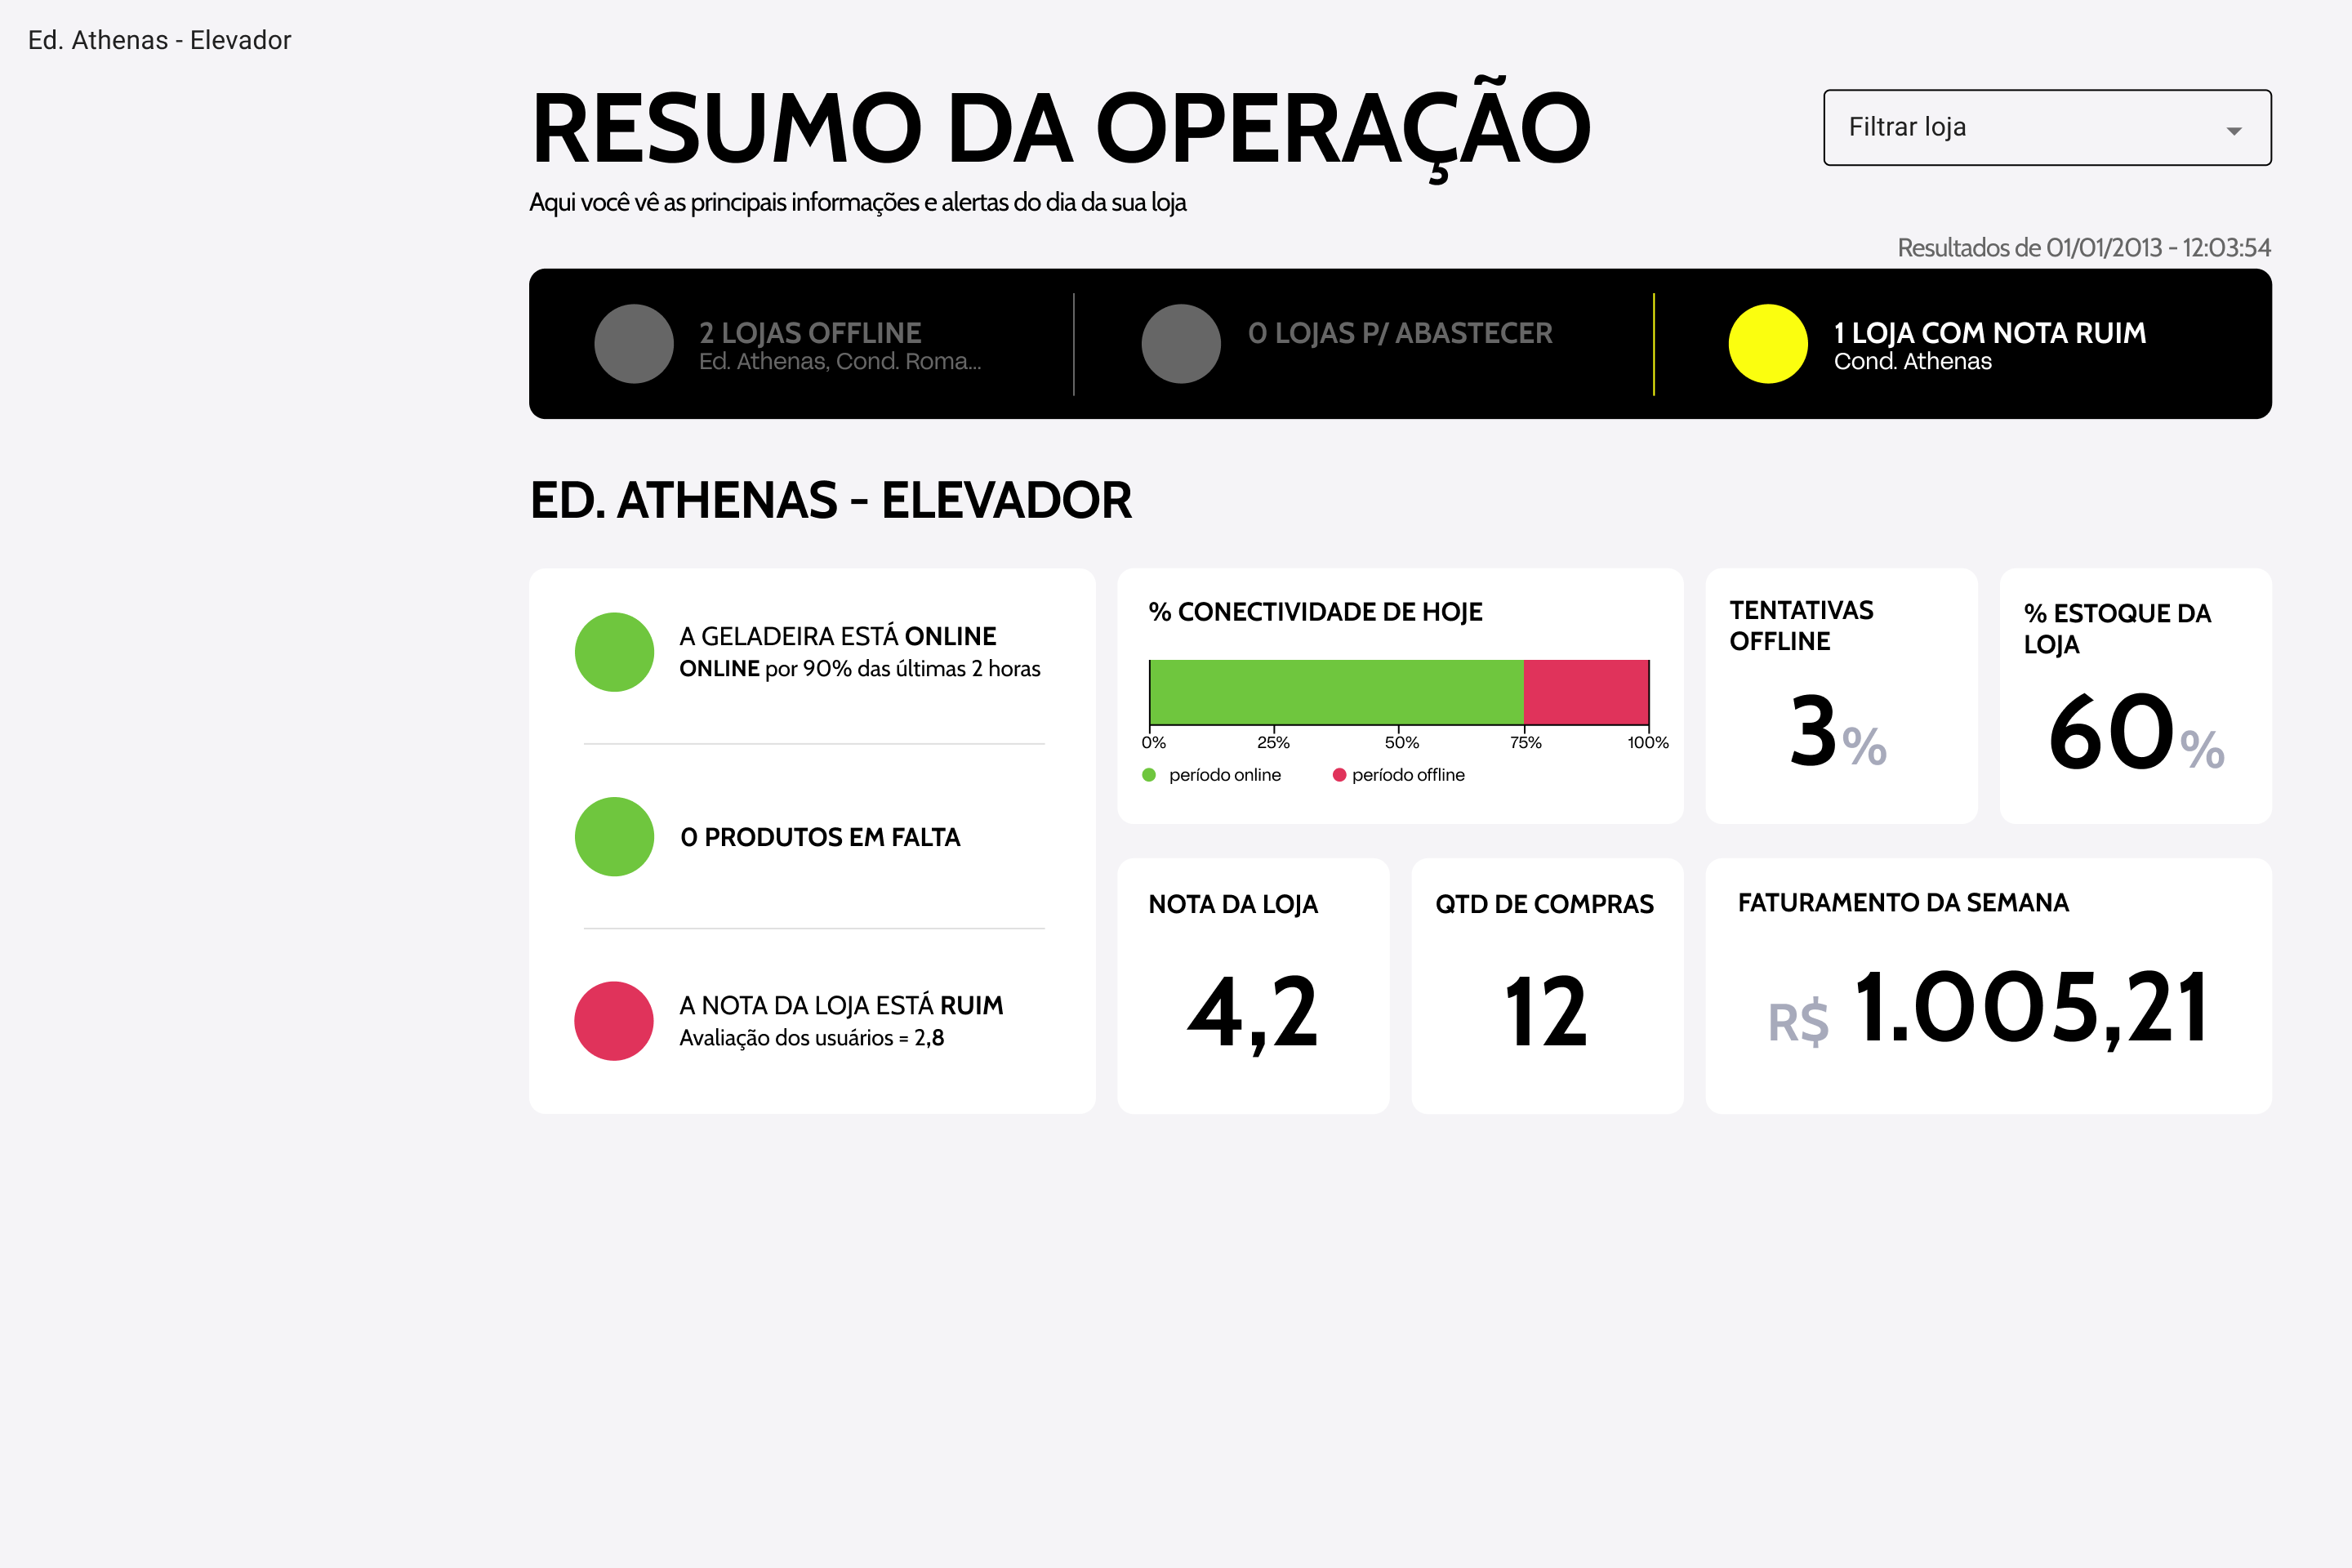 Ed. Athenas - Elevador
RESUMO DA OPERAÇÃO
Filtrar loja
Aqui você vê as principais informações e alertas do dia da sua loja
Resultados de 01/01/2013 - 12:03:54
2 LOJAS OFFLINE
Ed. Athenas, Cond. Roma...
0 LOJAS P/ ABASTECER
1 LOJA COM NOTA RUIM
Cond. Athenas
ED. ATHENAS - ELEVADOR
A GELADEIRA ESTÁ ONLINE
ONLINE por 90% das últimas 2 horas
0 PRODUTOS EM FALTA
A NOTA DA LOJA ESTÁ RUIM
Avaliação dos usuários = 2,8
% CONECTIVIDADE DE HOJE
0% 25% 50% 75% 100%
período online período offline
TENTATIVAS
OFFLINE
3%
% ESTOQUE DA
LOJA
60%
NOTA DA LOJA
4,2
QTD DE COMPRAS
12
FATURAMENTO DA SEMANA
R$ 1.005,21